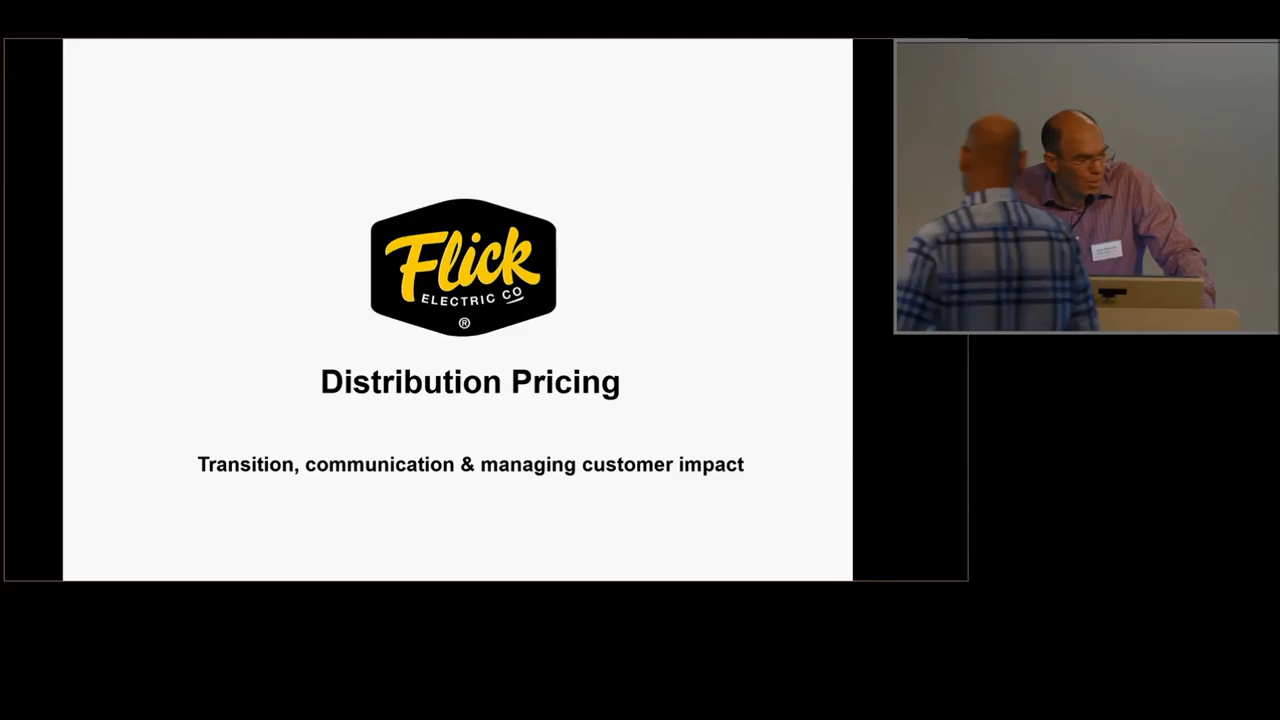 Flick
ELECTRIC CO
®
Distribution Pricing
Transition, communication & managing customer impact